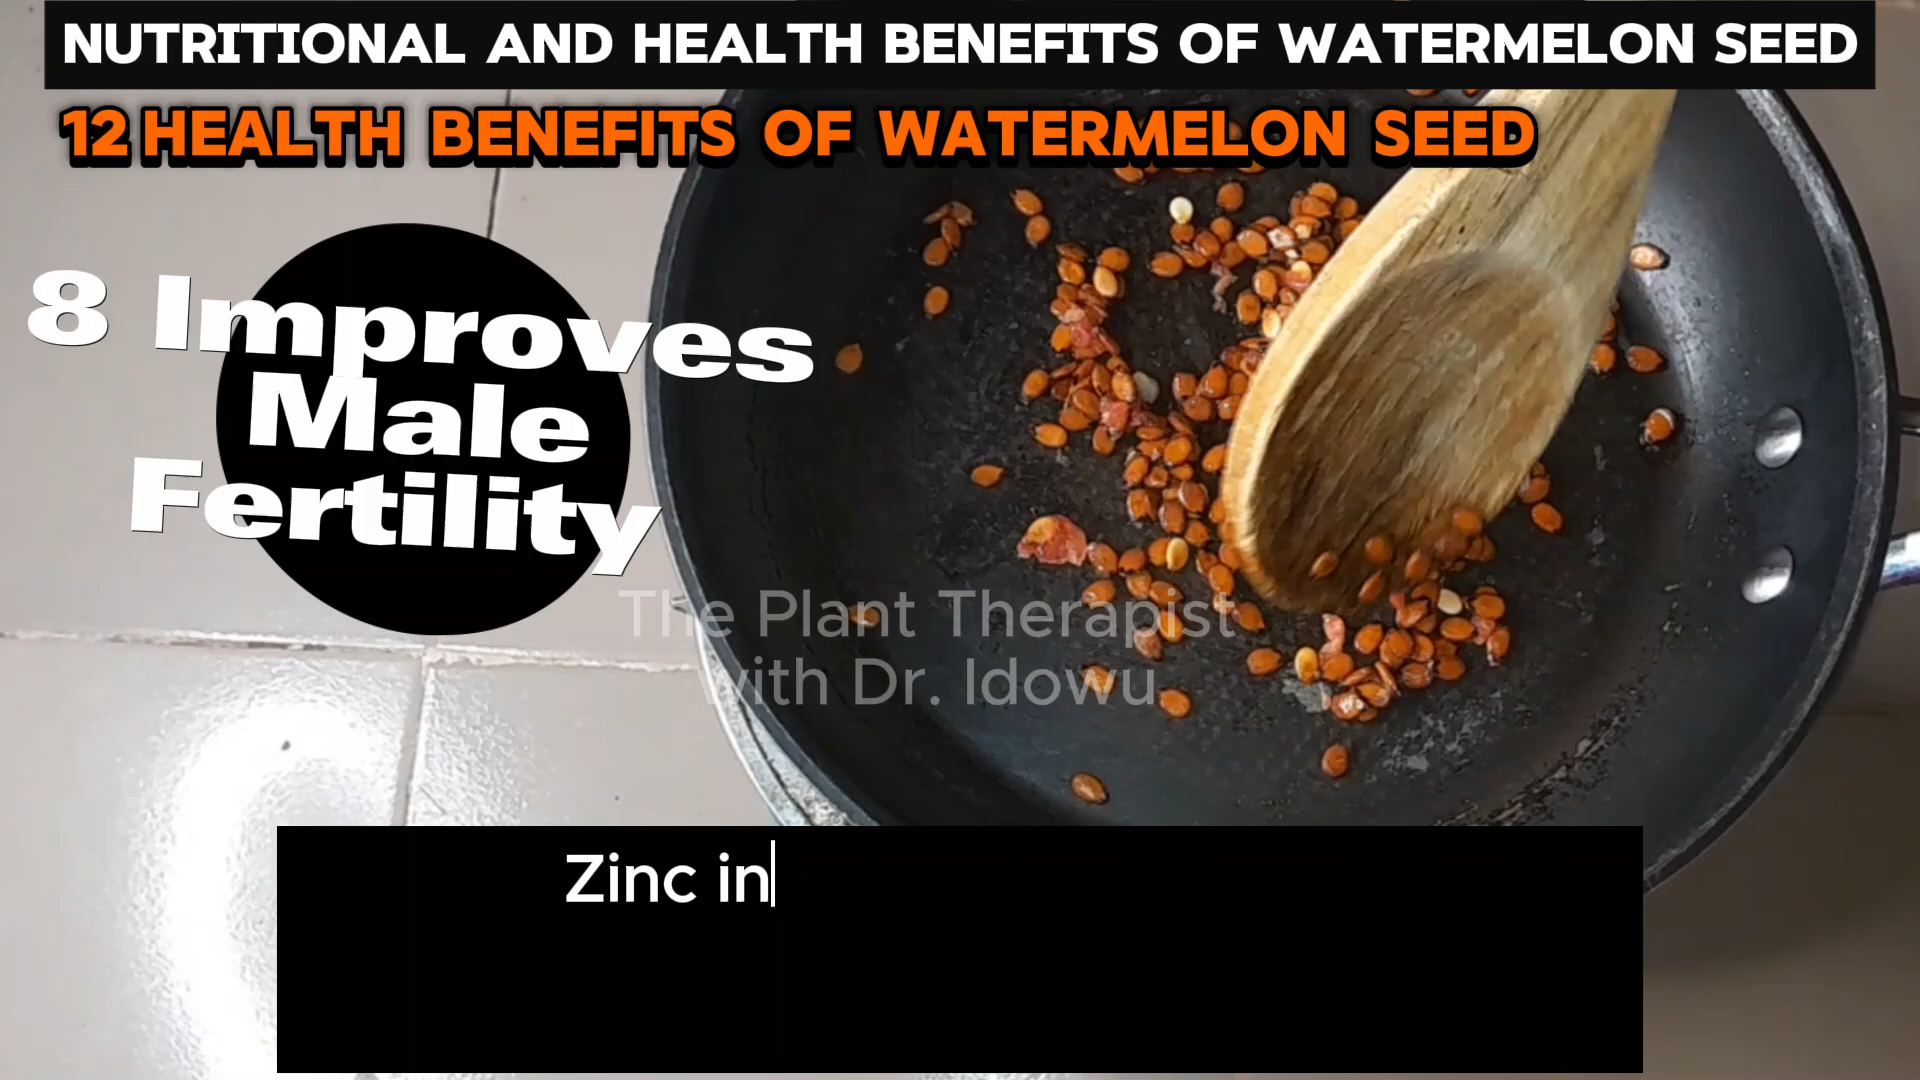 NUTRITIONAL AND HEALTH BENEFITS OF WATERMELON SEED
12 HEALTH BENEFITS OF WATERMELON SEED
8 Improves
Male
Fertility
The Plant Therapist
with Dr. Idowu
Zinc in